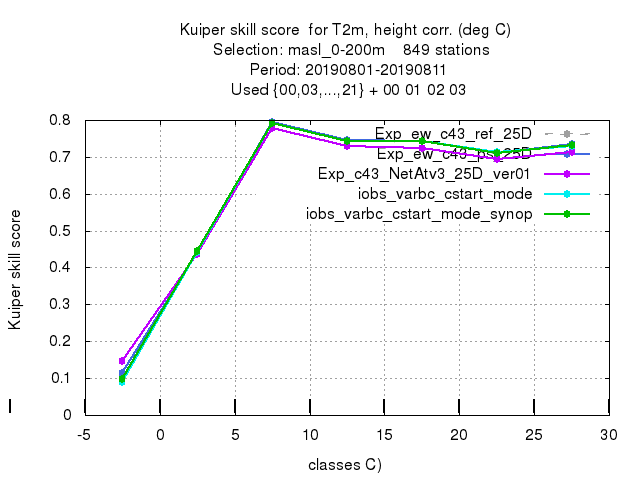 Kuiper skill score for T2m, height corr. (deg C)
Selection: masl_0-200m 849 stations
Period: 20190801-20190811
Used {00,03,...,21} + 00 01 02 03
Kuiper skill score
0.8
0.7
0.6
0.5
0.4
0.3
0.2
0.1
0
Exp_ew_c43_ref_25D
Exp_ew_c43_ps_25D
Exp_c43_NetAtv3_25D_ver01
iobs_varbc_cstart_mode
iobs_varbc_cstart_mode_synop
-5 0 5 10 15 20 25 30
classes C)